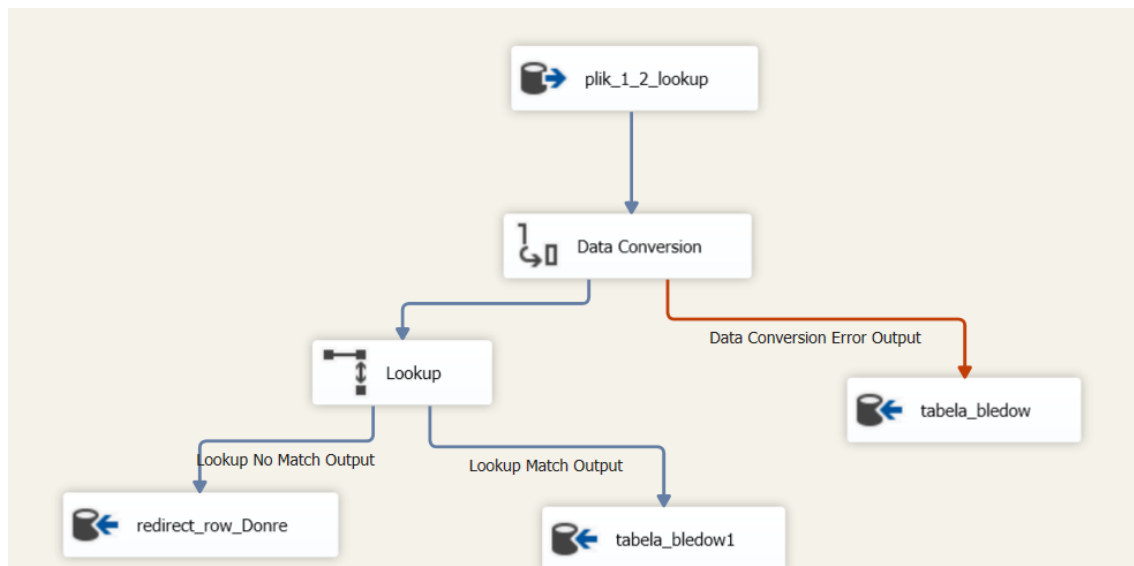 plik_1_2_lookup
Data Conversion
Data Conversion Error Output
Lookup
tabela_bledow
Lookup No Match Output
Lookup Match Output
redirect_row_Donre
tabela_bledow1